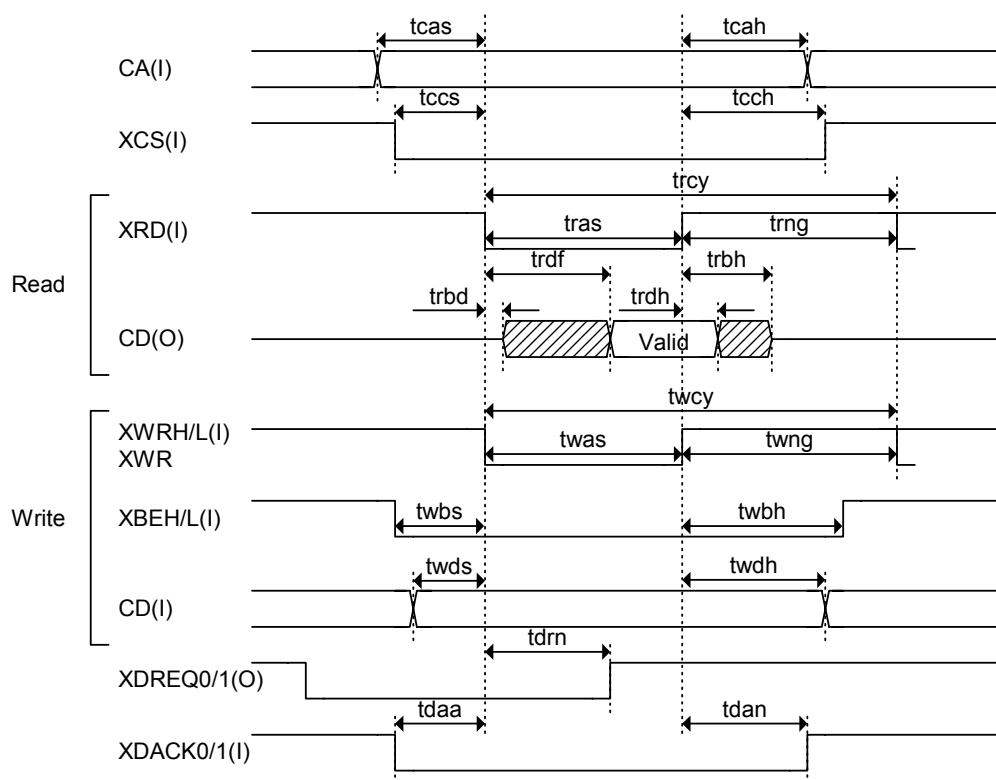 tcas tcah
CA(I)
tccs tcch
XCS(I)
trcy
XRD(I) tras trng
Read
trdf trbh
trbd trdh
CD(O) Valid
twcy
XWRH/L(I)
XWR twas twng
Write
XBEH/L(I) twbs twbh
twds twdh
CD(I)
tdrn
XDREQ0/1(O)
tdaa tdan
XDACK0/1(I)